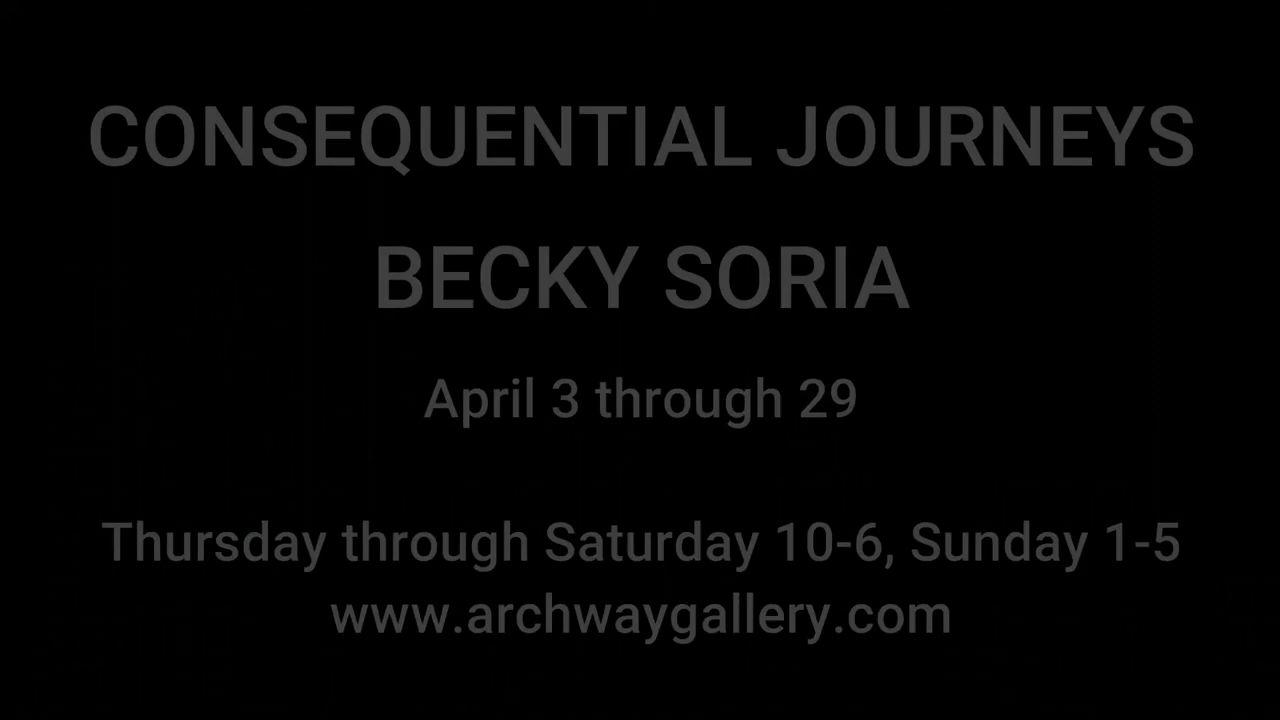 CONSEQUENTIAL JOURNEYS
BECKY SORIA
April 3 through 29
Thursday through Saturday 10-6, Sunday 1-5
www.archwaygallery.com